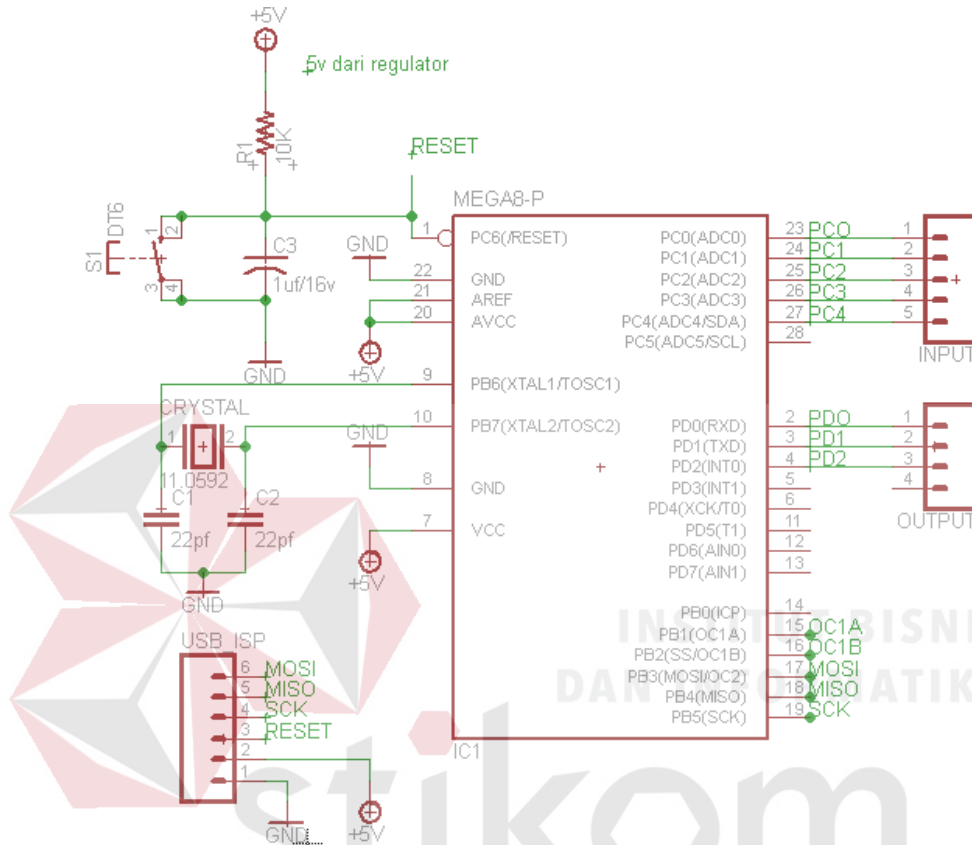 +5V
5v dari regulator
R1
10K
RESET
MEGA8-P
S1
DT6
1
2
3
4
C3
1uf/16v
GND
GND
+5V
1 PC6(/RESET)
22 GND
21 AREF
20 AVCC
9 PB6(XTAL1/TOSC1)
10 PB7(XTAL2/TOSC2)
GND
8 GND
7 VCC
+5V
PC0(ADC0) 23 PC0 1
PC1(ADC1) 24 PC1 2
PC2(ADC2) 25 PC2 3
PC3(ADC3) 26 PC3 4
PC4(ADC4/SDA) 27 PC4 5
PC5(ADC5/SCL) 28
INPUT
PD0(RXD) 2 PD0 1
PD1(TXD) 3 PD1 2
PD2(INT0) 4 PD2 3
PD3(INT1) 5 4
PD4(XCK/T0) 6
PD5(T1) 11
PD6(AIN0) 12
PD7(AIN1) 13
OUTPUT
PB0(ICP) 14
PB1(OC1A) 15 OC1A
PB2(SS/OC1B) 16 OC1B
PB3(MOSI/OC2) 17 MOSI
PB4(MISO) 18 MISO
PB5(SCK) 19 SCK
IC1
CRYSTAL
1
2
11.0592
C1
C2
22pf
22pf
GND
USB ISP
6 MOSI
5 MISO
4 SCK
3 RESET
2
1
GND
+5V
INSTITUT BISNI
DAN INFORMATIK
stikom